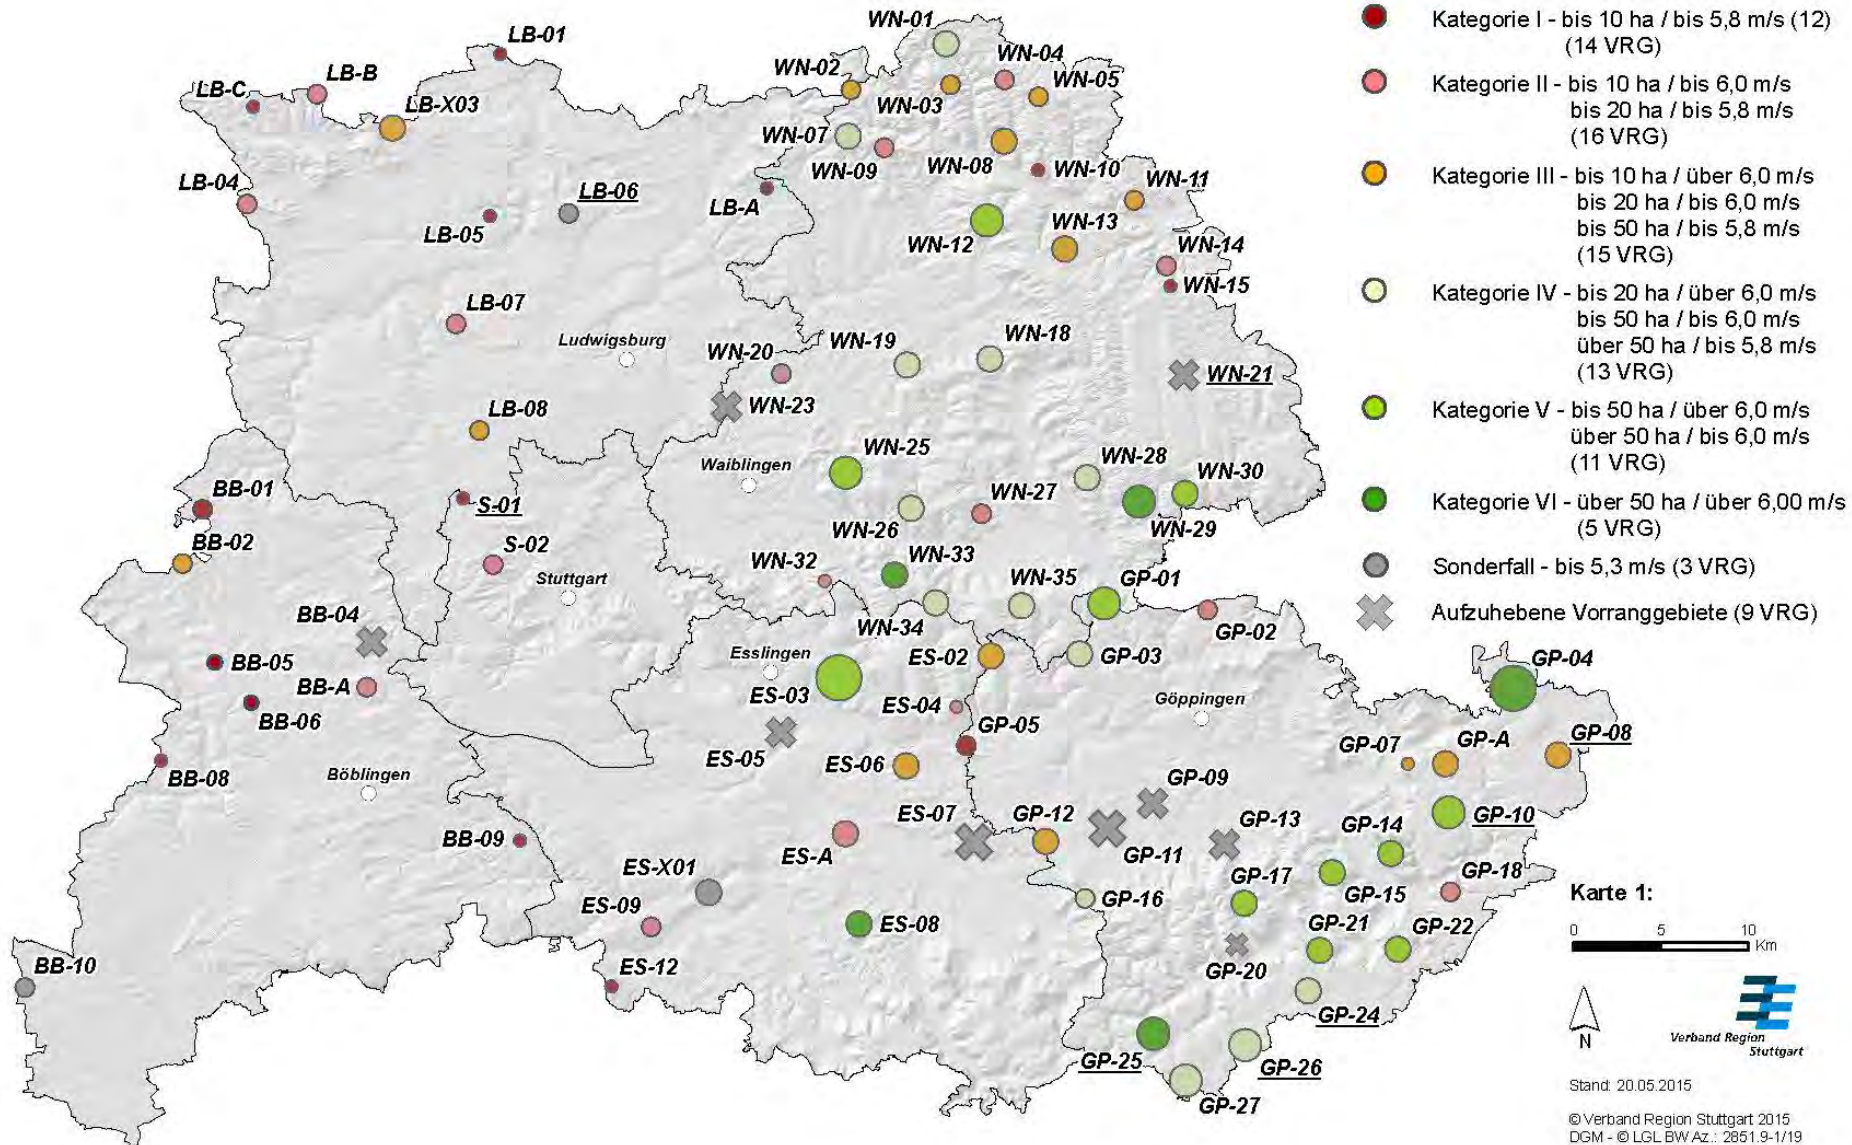 WN-01
LB-01
WN-04
LB-B
WN-02
WN-05
LB-C
WN-03
LB-X03
WN-07
WN-08
WN-09
WN-10
LB-04
LB-06
WN-11
LB-A
LB-05
WN-12
WN-13
WN-14
WN-15
LB-07
WN-18
Ludwigsburg
WN-20
WN-19
WN-21
WN-23
LB-08
WN-25
Waiblingen
WN-28
WN-30
BB-01
S-01
WN-27
WN-26
WN-29
BB-02
S-02
WN-33
WN-32
Stuttgart
WN-35
GP-01
BB-04
WN-34
GP-02
Esslingen
ES-02
GP-03
GP-04
BB-05
BB-A
ES-03
Göppingen
ES-04
BB-06
GP-05
GP-08
GP-A
GP-07
ES-05
ES-06
BB-08
Böblingen
GP-09
ES-07
GP-12
GP-10
GP-13
GP-14
BB-09
ES-A
GP-11
ES-X01
GP-17
GP-18
GP-15
GP-16
ES-09
ES-08
GP-21
GP-22
BB-10
ES-12
GP-20
GP-24
GP-25
GP-26
GP-27
Kategorie I - bis 10 ha / bis 5,8 m/s (12)
(14 VRG)
Kategorie II - bis 10 ha / bis 6,0 m/s
bis 20 ha / bis 5,8 m/s
(16 VRG)
Kategorie III - bis 10 ha / über 6,0 m/s
bis 20 ha / bis 6,0 m/s
bis 50 ha / bis 5,8 m/s
(15 VRG)
Kategorie IV - bis 20 ha / über 6,0 m/s
bis 50 ha / bis 6,0 m/s
über 50 ha / bis 5,8 m/s
(13 VRG)
Kategorie V - bis 50 ha / über 6,0 m/s
über 50 ha / bis 6,0 m/s
(11 VRG)
Kategorie VI - über 50 ha / über 6,00 m/s
(5 VRG)
Sonderfall - bis 5,3 m/s (3 VRG)
Aufzuhebene Vorranggebiete (9 VRG)
Karte 1:
0 5 10
Km
N
Verband Region
Stuttgart
Stand: 20.05.2015
© Verband Region Stuttgart 2015
DGM - © LGL BW Az.: 2851.9-1/19